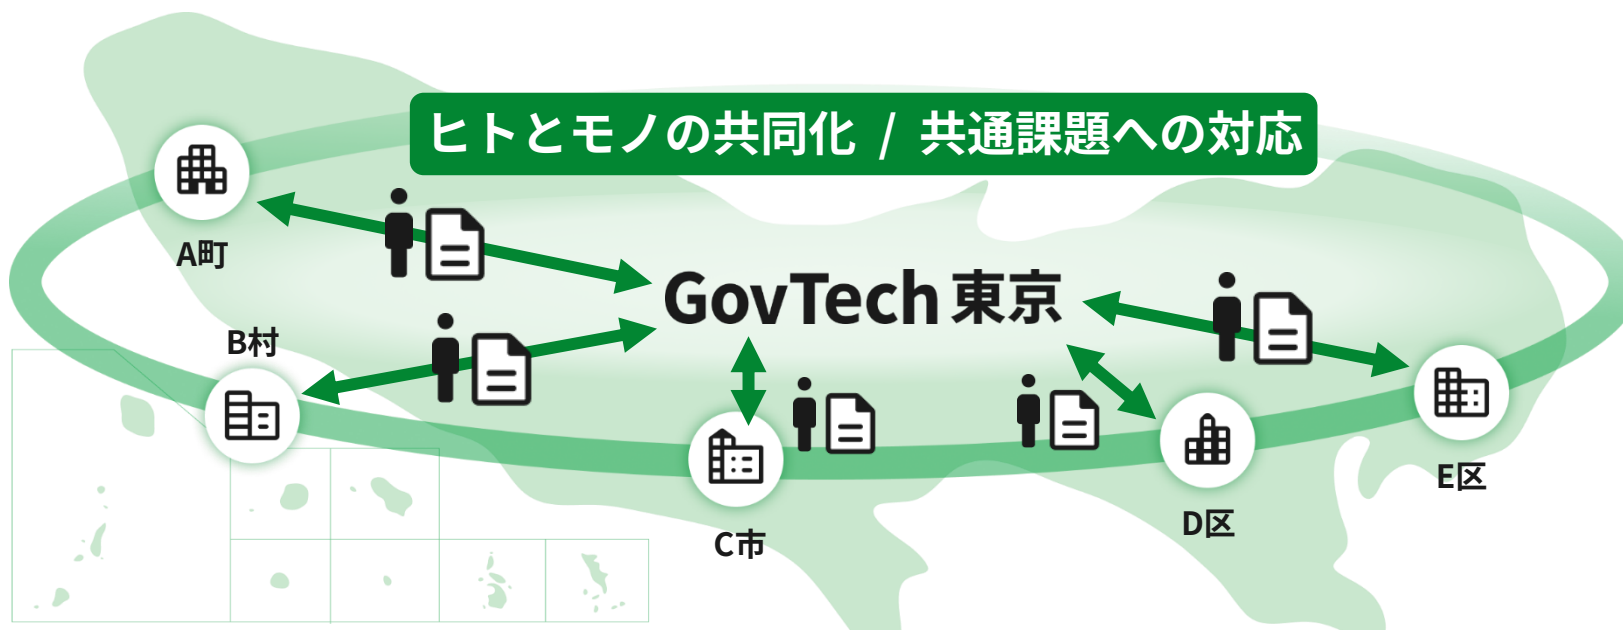 ヒトとモノの共同化 / 共通課題への対応
A町
GovTech 東京
B村
C市
D区
E区